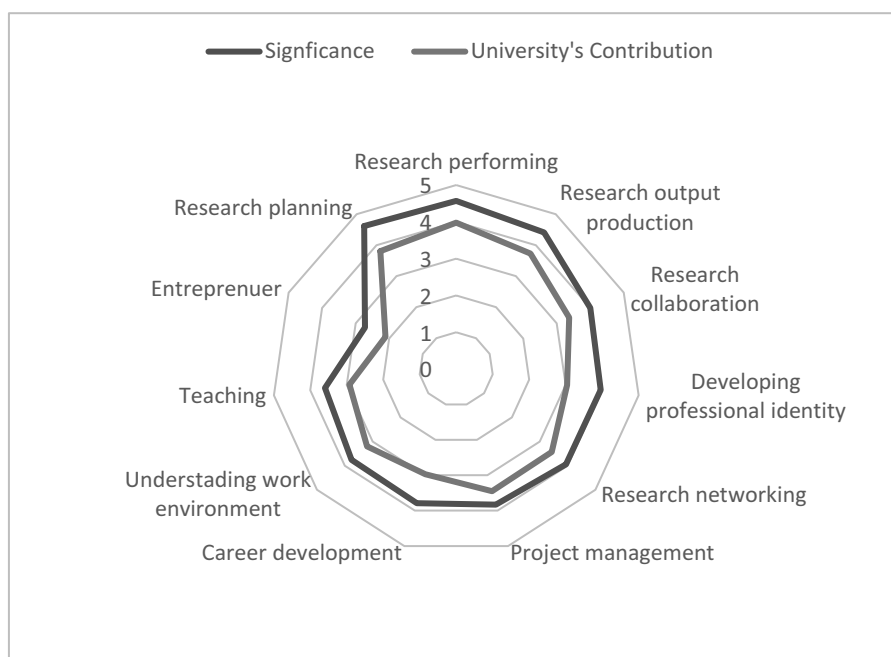 Signficance
University's Contribution
Research performing
Research output
production
Research
collaboration
Developing
professional identity
Research networking
Project management
Career development
Understading work
environment
Teaching
Entreprenuer
Research planning
5
4
3
2
1
0